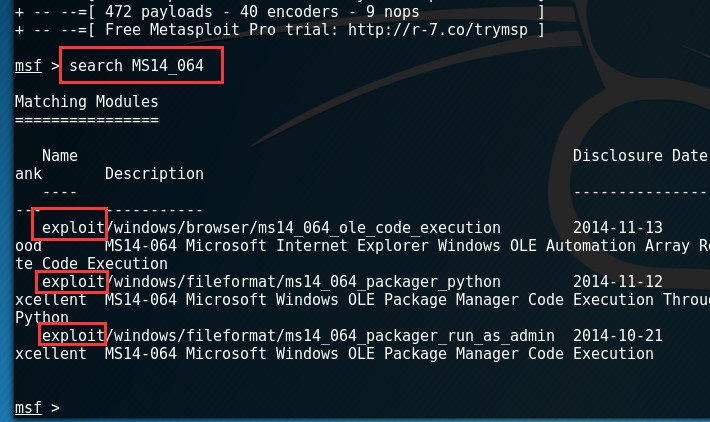 + -- --=[ 472 payloads - 40 encoders - 9 nops ]
+ -- --=[ Free Metasploit Pro trial: http://r-7.co/trymsp ]
msf > search MS14_064
Matching Modules
================
Name Disclosure Date
ank Description
---- ---------------
--- -----------
exploit/windows/browser/ms14_064_ole_code_execution 2014-11-13
ood MS14-064 Microsoft Internet Explorer Windows OLE Automation Array Re
te Code Execution
exploit/windows/fileformat/ms14_064_packager_python 2014-11-12
xcellent MS14-064 Microsoft Windows OLE Package Manager Code Execution Throu
Python
exploit/windows/fileformat/ms14_064_packager_run_as_admin 2014-10-21
xcellent MS14-064 Microsoft Windows OLE Package Manager Code Execution
msf >